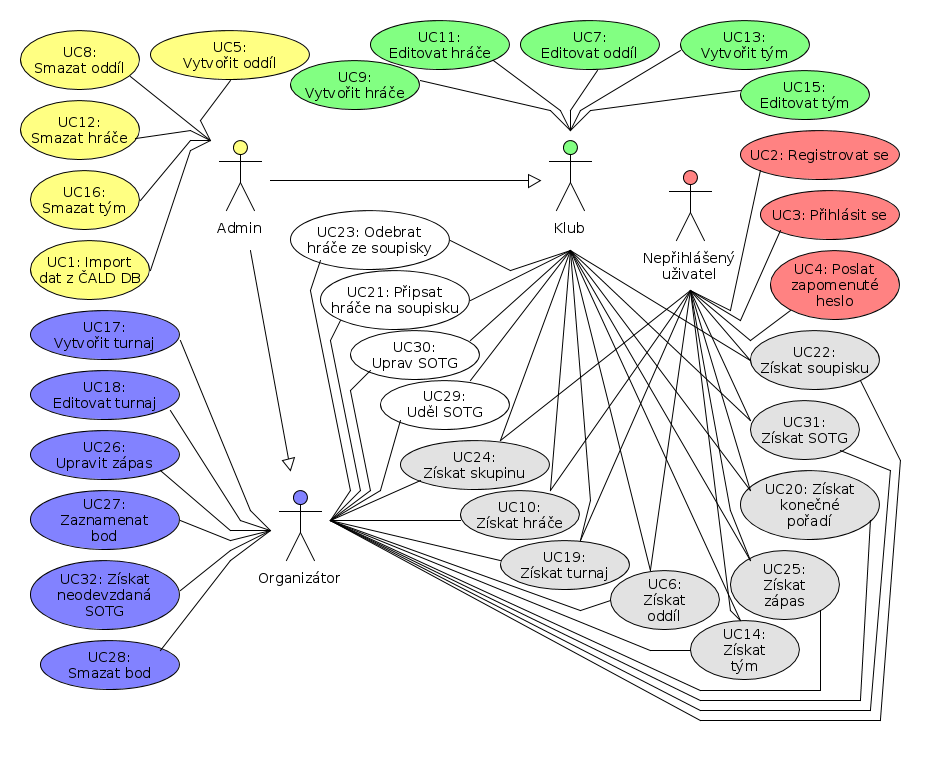 UC8:
Smazat oddíl
UC5:
Vytvořit oddíl
UC11:
Editovat hráče
UC7:
Editovat oddíl
UC13:
Vytvořit tým
UC9:
Vytvořit hráče
UC15:
Editovat tým
UC12:
Smazat hráče
UC2: Registrovat se
UC16:
Smazat tým
UC3: Přihlásit se
Admin
Klub
UC23: Odebrat
hráče ze soupisky
Nepřihlášený
uživatel
UC1: Import
dat z ČALD DB
UC4: Poslat
zapomenuté
heslo
UC21: Připsat
hráče na soupisku
UC17:
Vytvořit turnaj
UC30:
Uprav SOTG
UC22:
Získat soupisku
UC18:
Editovat turnaj
UC29:
Uděl SOTG
UC31:
Získat SOTG
UC26:
Upravit zápas
UC24:
Získat skupinu
UC20: Získat
konečné
pořadí
UC27:
Zaznamenat
bod
UC10:
Získat hráče
UC19:
Získat turnaj
Organizátor
UC32: Získat
neodevzdaná
SOTG
UC6:
Získat
oddíl
UC25:
Získat
zápas
UC14:
Získat
tým
UC28:
Smazat bod